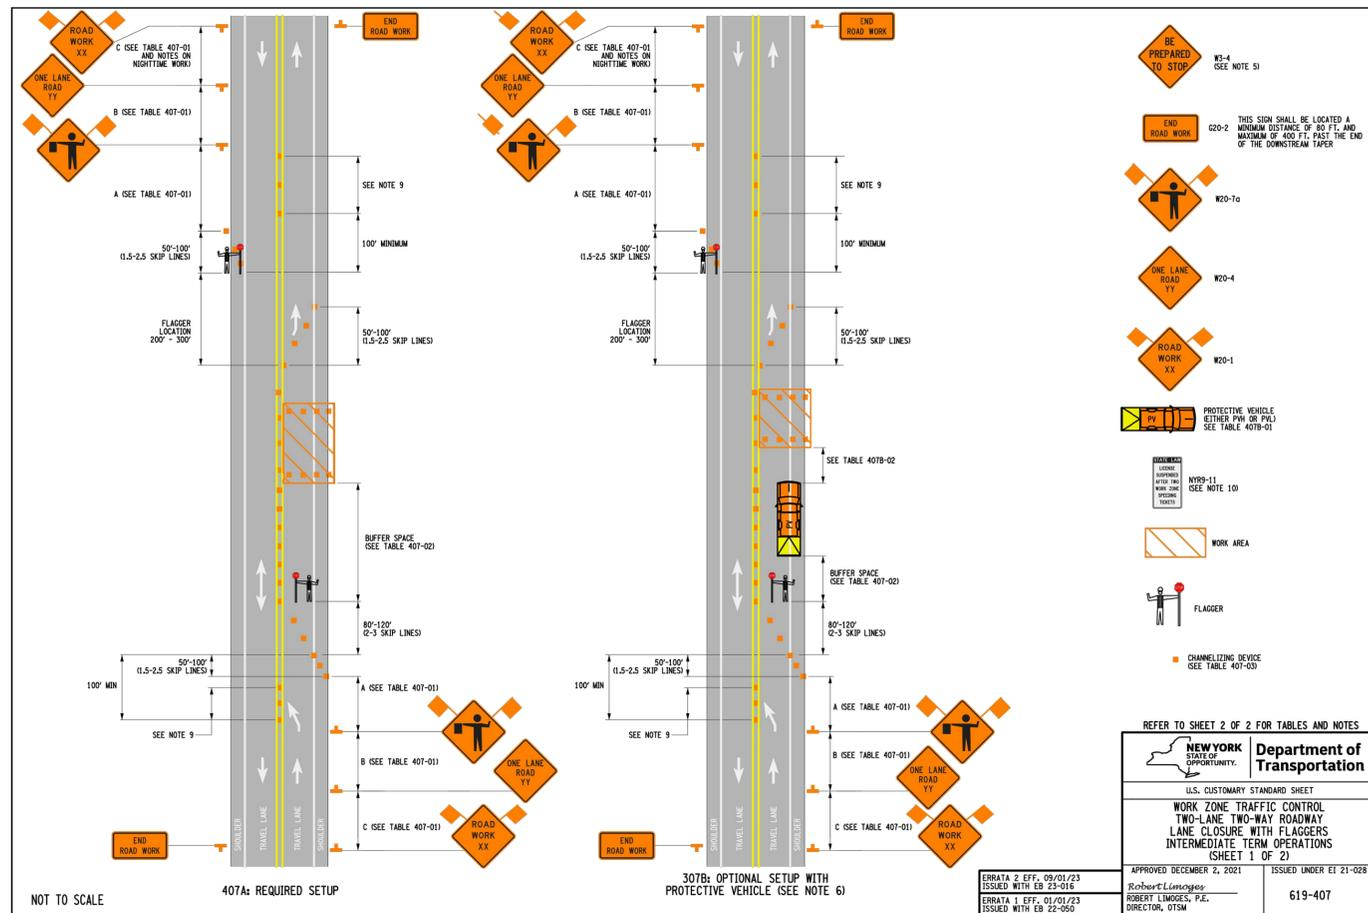 ROAD
WORK
XX
C (SEE TABLE 407-01
AND NOTES ON
NIGHTTIME WORK)
END
ROAD WORK
ONE LANE
ROAD
YY
B (SEE TABLE 407-01)
A (SEE TABLE 407-01)
SEE NOTE 9
50'-100'
(1.5-2.5 SKIP LINES)
100' MINIMUM
FLAGGER
LOCATION
200' - 300'
50'-100'
(1.5-2.5 SKIP LINES)
BUFFER SPACE
(SEE TABLE 407-02)
80'-120'
(2-3 SKIP LINES)
50'-100'
(1.5-2.5 SKIP LINES)
100' MIN
SEE NOTE 9
A (SEE TABLE 407-01)
B (SEE TABLE 407-01)
ONE LANE
ROAD
YY
C (SEE TABLE 407-01)
ROAD
WORK
XX
END
ROAD WORK
SHOULDER
TRAVEL LANE
TRAVEL LANE
SHOULDER
407A: REQUIRED SETUP
NOT TO SCALE
ROAD
WORK
XX
C (SEE TABLE 407-01
AND NOTES ON
NIGHTTIME WORK)
END
ROAD WORK
ONE LANE
ROAD
YY
B (SEE TABLE 407-01)
A (SEE TABLE 407-01)
SEE NOTE 9
50'-100'
(1.5-2.5 SKIP LINES)
100' MINIMUM
FLAGGER
LOCATION
200' - 300'
50'-100'
(1.5-2.5 SKIP LINES)
SEE TABLE 407B-02
PV
BUFFER SPACE
(SEE TABLE 407-02)
80'-120'
(2-3 SKIP LINES)
50'-100'
(1.5-2.5 SKIP LINES)
100' MIN
SEE NOTE 9
A (SEE TABLE 407-01)
B (SEE TABLE 407-01)
ONE LANE
ROAD
YY
C (SEE TABLE 407-01)
ROAD
WORK
XX
END
ROAD WORK
SHOULDER
TRAVEL LANE
TRAVEL LANE
SHOULDER
307B: OPTIONAL SETUP WITH
PROTECTIVE VEHICLE (SEE NOTE 6)
BE
PREPARED
TO STOP
W3-4
(SEE NOTE 5)
END
ROAD WORK
G20-2
THIS SIGN SHALL BE LOCATED A
MINIMUM DISTANCE OF 80 FT. AND
MAXIMUM OF 400 FT. PAST THE END
OF THE DOWNSTREAM TAPER
W20-7a
ONE LANE
ROAD
YY
W20-4
ROAD
WORK
XX
W20-1
PV
PROTECTIVE VEHICLE
(EITHER PVH OR PVL)
SEE TABLE 407B-01
STATE LAW
LICENSE
SUSPENDED
AFTER TWO
WORK ZONE
SPEEDING
TICKETS
NYR9-11
(SEE NOTE 10)
WORK AREA
FLAGGER
CHANNELIZING DEVICE
(SEE TABLE 407-03)
REFER TO SHEET 2 OF 2 FOR TABLES AND NOTES
NEW YORK
STATE OF
OPPORTUNITY.
Department of
Transportation
U.S. CUSTOMARY STANDARD SHEET
WORK ZONE TRAFFIC CONTROL
TWO-LANE TWO-WAY ROADWAY
LANE CLOSURE WITH FLAGGERS
INTERMEDIATE TERM OPERATIONS
(SHEET 1 OF 2)
APPROVED DECEMBER 2, 2021
Robert Limoges
ROBERT LIMOGES, P.E.
DIRECTOR, OTSM
ISSUED UNDER EI 21-028
619-407
ERRATA 2 EFF. 09/01/23
ISSUED WITH EB 23-016
ERRATA 1 EFF. 01/01/23
ISSUED WITH EB 22-050